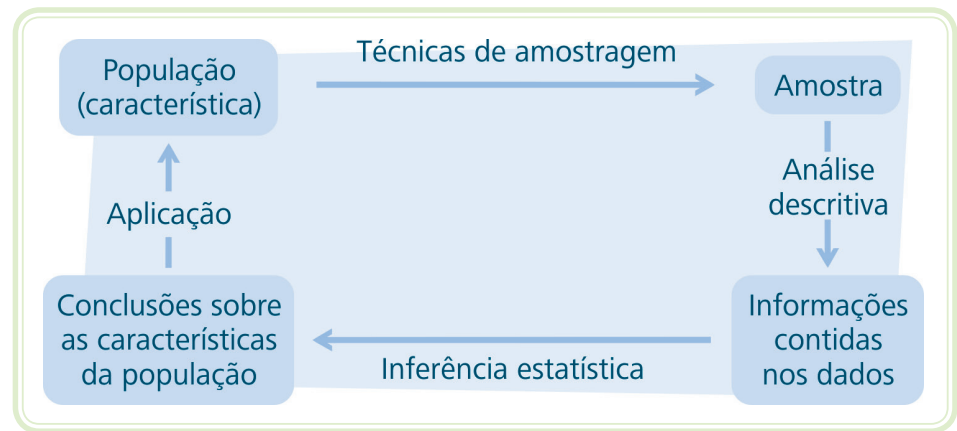 População
(característica)
Técnicas de amostragem
Amostra
Análise
descritiva
Informações
contidas
nos dados
Inferência estatística
Conclusões sobre
as características
da população
Aplicação